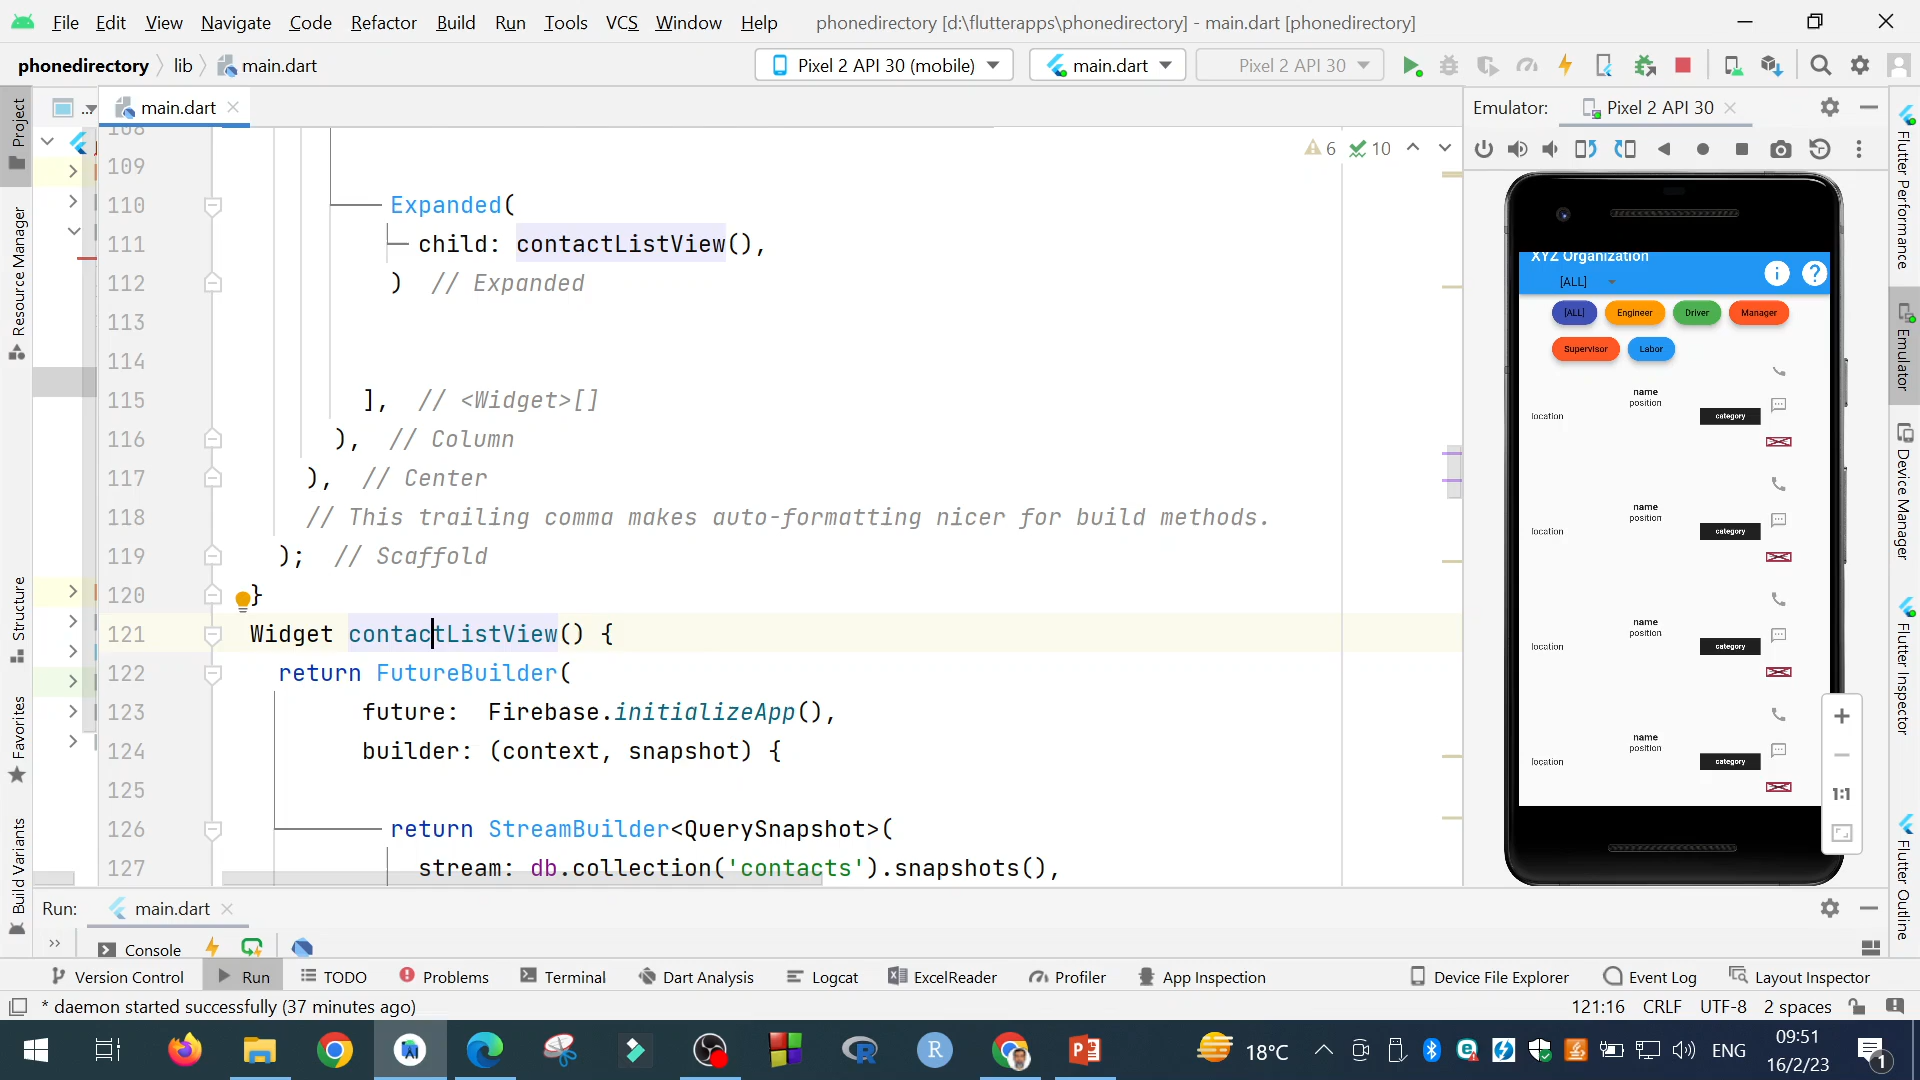 File Edit View Navigate Code Refactor Build Run Tools VCS Window Help phonedirectory [d:\flutterapps\phonedirectory] - main.dart [phonedirectory]
phonedirectory lib main.dart Pixel 2 API 30 (mobile) main.dart Pixel 2 API 30
Project
Resource Manager
Structure
Favorites
Build Variants
main.dart
6 10
108
109
110 Expanded(
111 child: contactListView(),
112 ) // Expanded
113
114
115 ], // <Widget>[]
116 ), // Column
117 ), // Center
118 // This trailing comma makes auto-formatting nicer for build methods.
119 ); // Scaffold
120 }
121 Widget contactListView() {
122 return FutureBuilder(
123 future: Firebase.initializeApp(),
124 builder: (context, snapshot) {
125
126 return StreamBuilder<QuerySnapshot>(
127 stream: db.collection('contacts').snapshots(),
Emulator: Pixel 2 API 30
XYZ Organization
[ALL]
[ALL] Engineer Driver Manager
Supervisor Labor
name
position
location category
name
position
location category
name
position
location category
name
position
location category
1:1
Flutter Performance
Emulator
Device Manager
Flutter Inspector
Flutter Outline
Run: main.dart
Console
Version Control Run TODO Problems Terminal Dart Analysis Logcat ExcelReader Profiler App Inspection Device File Explorer Event Log Layout Inspector
* daemon started successfully (37 minutes ago) 121:16 CRLF UTF-8 2 spaces
18°C ENG 09:51
16/2/23
1